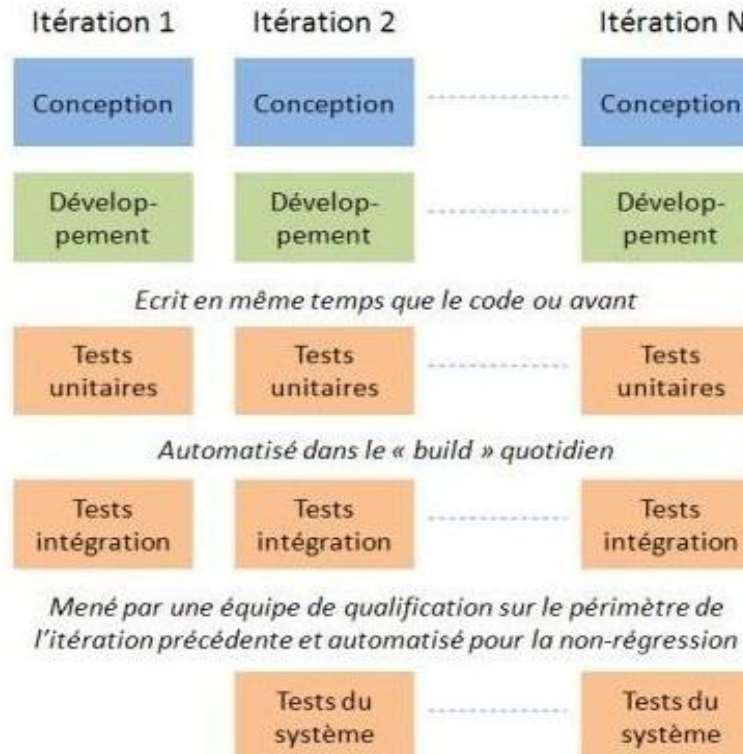 Itération 1 Itération 2 Itération N
Conception Conception Conception
Dévelop- Dévelop- Dévelop-
pement pement pement
Ecrit en même temps que le code ou avant
Tests Tests Tests
unitaires unitaires unitaires
Automatisé dans le « build » quotidien
Tests Tests Tests
intégration intégration intégration
Mené par une équipe de qualification sur le périmètre de
l'itération précédente et automatisé pour la non-régression
Tests du Tests du
système système